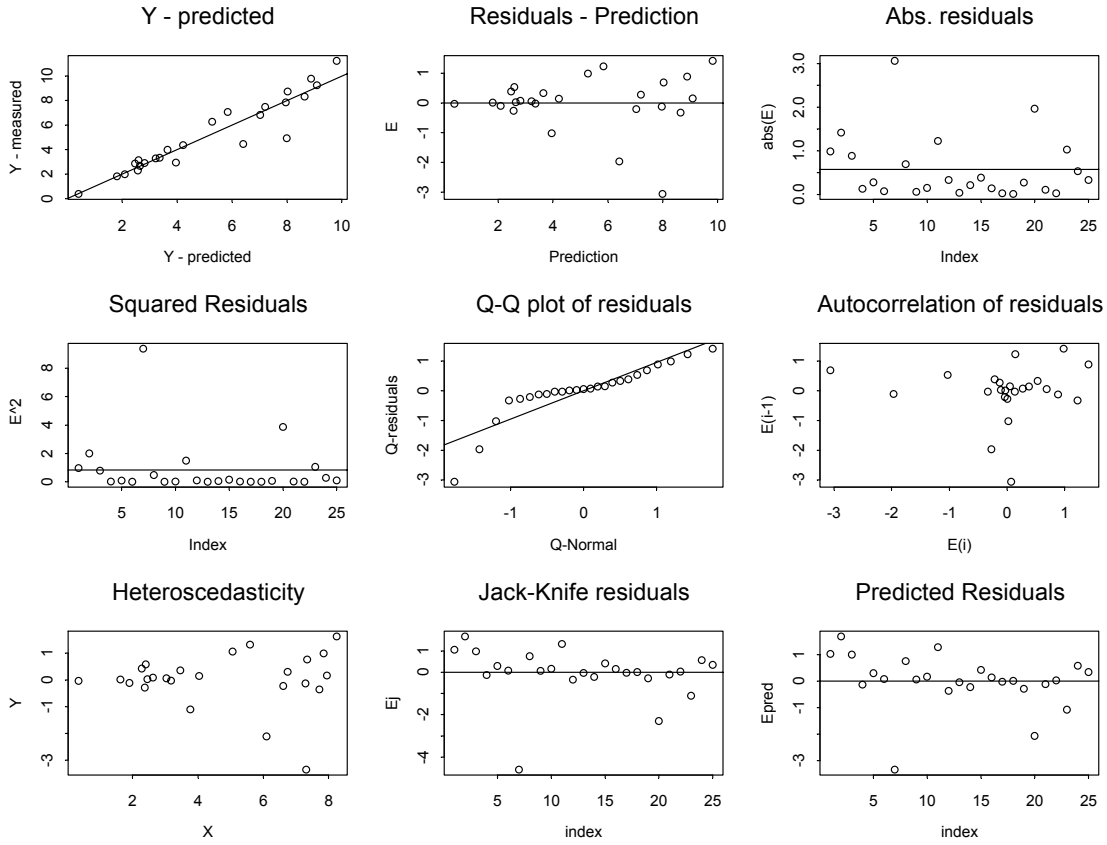 Y - predicted
Y - measured
0 2 4 6 8 10
2 4 6 8 10
Y - predicted
Residuals - Prediction
E
-3 -2 -1 0 1
2 4 6 8 10
Prediction
Abs. residuals
abs(E)
0.0 1.0 2.0 3.0
5 10 15 20 25
Index
Squared Residuals
E^2
0 2 4 6 8
5 10 15 20 25
Index
Q-Q plot of residuals
Q-residuals
-3 -2 -1 0 1
-1 0 1
Q-Normal
Autocorrelation of residuals
E(i-1)
-3 -2 -1 0 1
-3 -2 -1 0 1
E(i)
Heteroscedasticity
Y
-3 -1 0 1
2 4 6 8
X
Jack-Knife residuals
Ej
-4 -2 0
5 10 15 20 25
index
Predicted Residuals
Epred
-3 -1 0 1
5 10 15 20 25
index